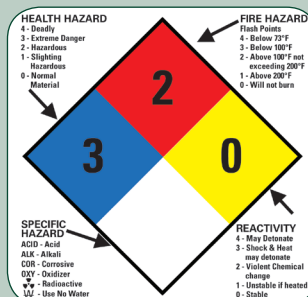 HEALTH HAZARD
4 - Deadly
3 - Extreme Danger
2 - Hazardous
1 - Slighting
Hazardous
0 - Normal
Material
FIRE HAZARD
Flash Points
4 - Below 73°F
3 - Below 100°F
2 - Above 100°F not
exceeding 200°F
1 - Above 200°F
0 - Will not burn
2
3
0
SPECIFIC
HAZARD
ACID - Acid
ALK - Alkali
COR - Corrosive
OXY - Oxidizer
- Radioactive
W - Use No Water
REACTIVITY
4 - May Detonate
3 - Shock & Heat
may detonate
2 - Violent Chemical
change
1 - Unstable if heated
0 - Stable